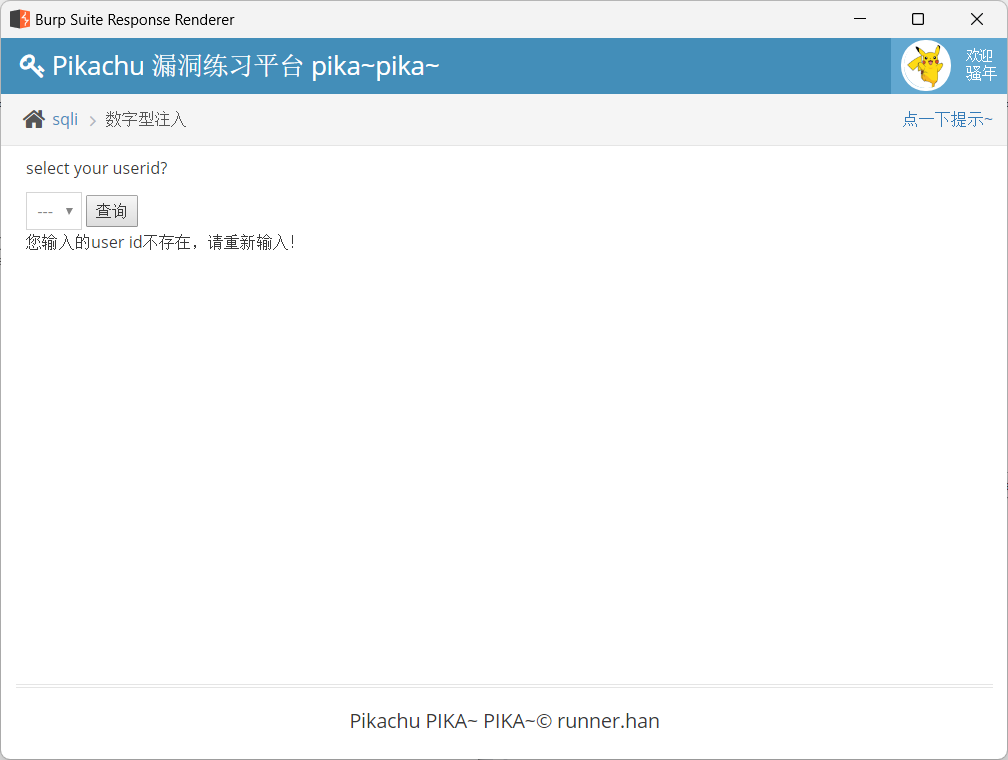 Burp Suite Response Renderer
Pikachu 漏洞练习平台 pika~pika~
欢迎
骚年
sqli
数字型注入
点一下提示~
select your userid?
---
查询
您输入的user id不存在，请重新输入！
Pikachu PIKA~ PIKA~© runner.han